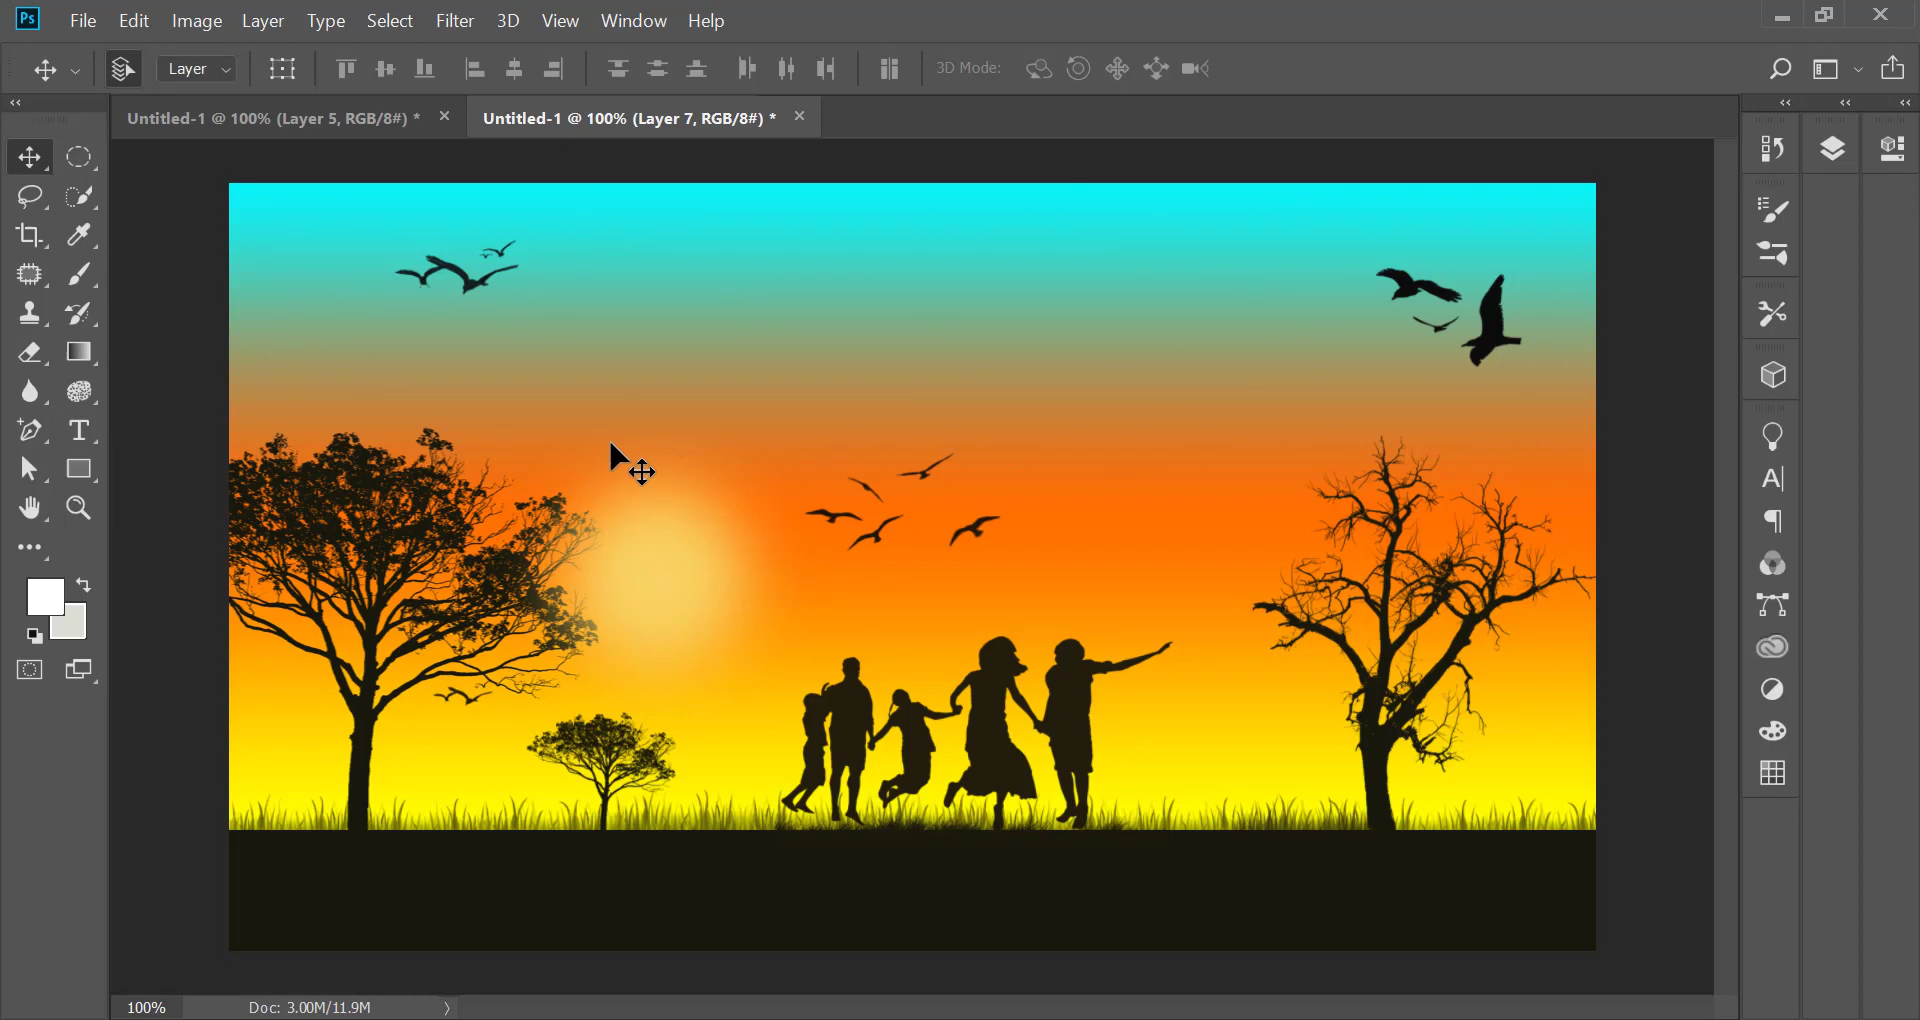 Ps File Edit Image Layer Type Select Filter 3D View Window Help
Layer 3D Mode:
Untitled-1 @ 100% (Layer 5, RGB/8#) * Untitled-1 @ 100% (Layer 7, RGB/8#) *
100% Doc: 3.00M/11.9M